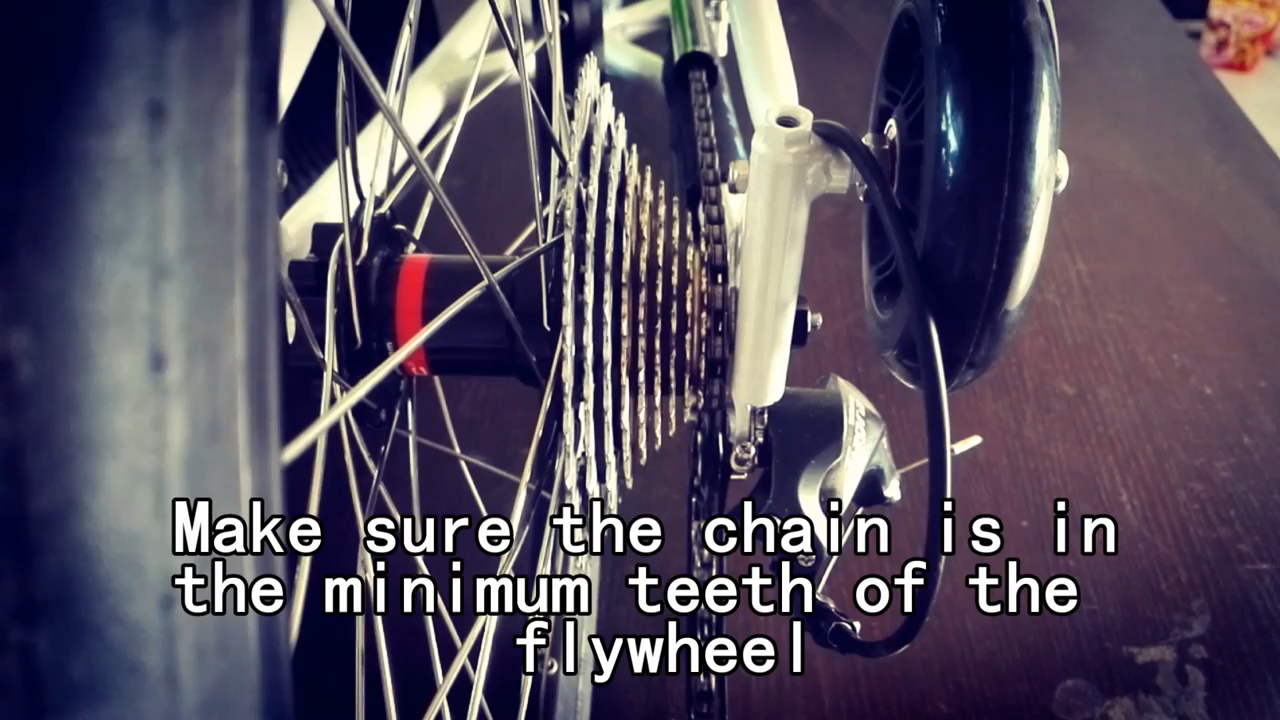 Make sure the chain is in
the minimum teeth of the
flywheel